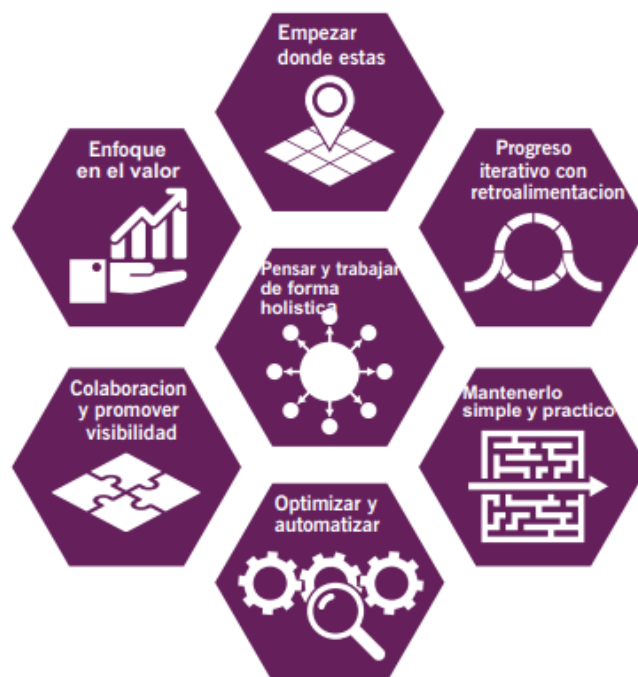 Empezar
donde estas
Enfoque
en el valor
Progreso
iterativo con
retroalimentacion
Pensar y trabajar
de forma
holistica
Colaboracion
y promover
visibilidad
Mantenerlo
simple y practico
Optimizar y
automatizar